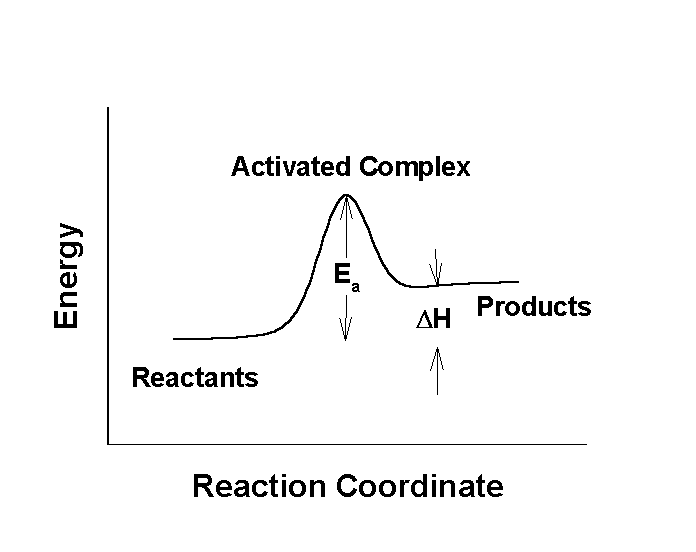 Activated Complex
Energy
Ea
Products
ΔH
Reactants
Reaction Coordinate